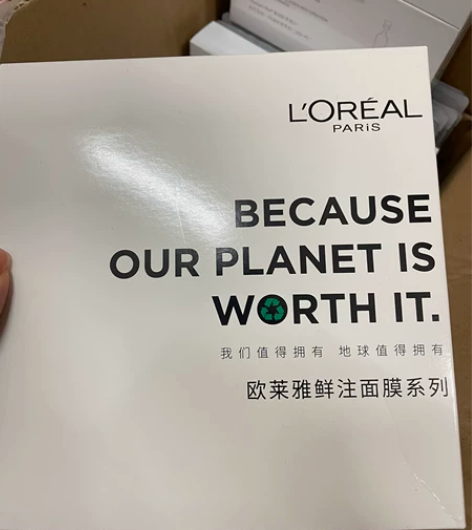 L'ORÉAL
PARiS
BECAUSE
OUR PLANET IS
WORTH IT.
我们值得拥有 地球值得拥有
欧莱雅鲜注面膜系列